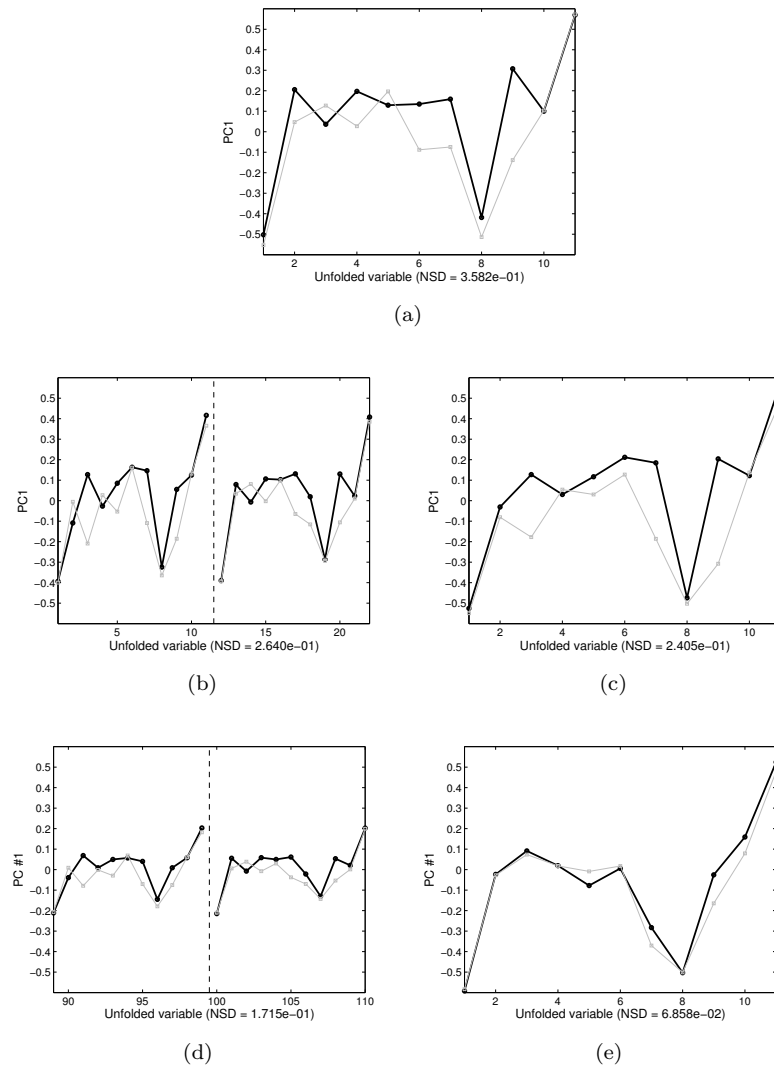 0.5
0.4
0.3
0.2
0.1
0
−0.1
−0.2
−0.3
−0.4
−0.5
PC1
2 4 6 8 10
Unfolded variable (NSD = 3.582e−01)
(a)
0.5
0.4
0.3
0.2
0.1
0
−0.1
−0.2
−0.3
−0.4
−0.5
PC1
5 10 15 20
Unfolded variable (NSD = 2.640e−01)
(b)
0.5
0.4
0.3
0.2
0.1
0
−0.1
−0.2
−0.3
−0.4
−0.5
PC1
2 4 6 8 10
Unfolded variable (NSD = 2.405e−01)
(c)
0.5
0.4
0.3
0.2
0.1
0
−0.1
−0.2
−0.3
−0.4
−0.5
PC #1
90 95 100 105 110
Unfolded variable (NSD = 1.715e−01)
(d)
0.5
0.4
0.3
0.2
0.1
0
−0.1
−0.2
−0.3
−0.4
−0.5
PC #1
2 4 6 8 10
Unfolded variable (NSD = 6.858e−02)
(e)